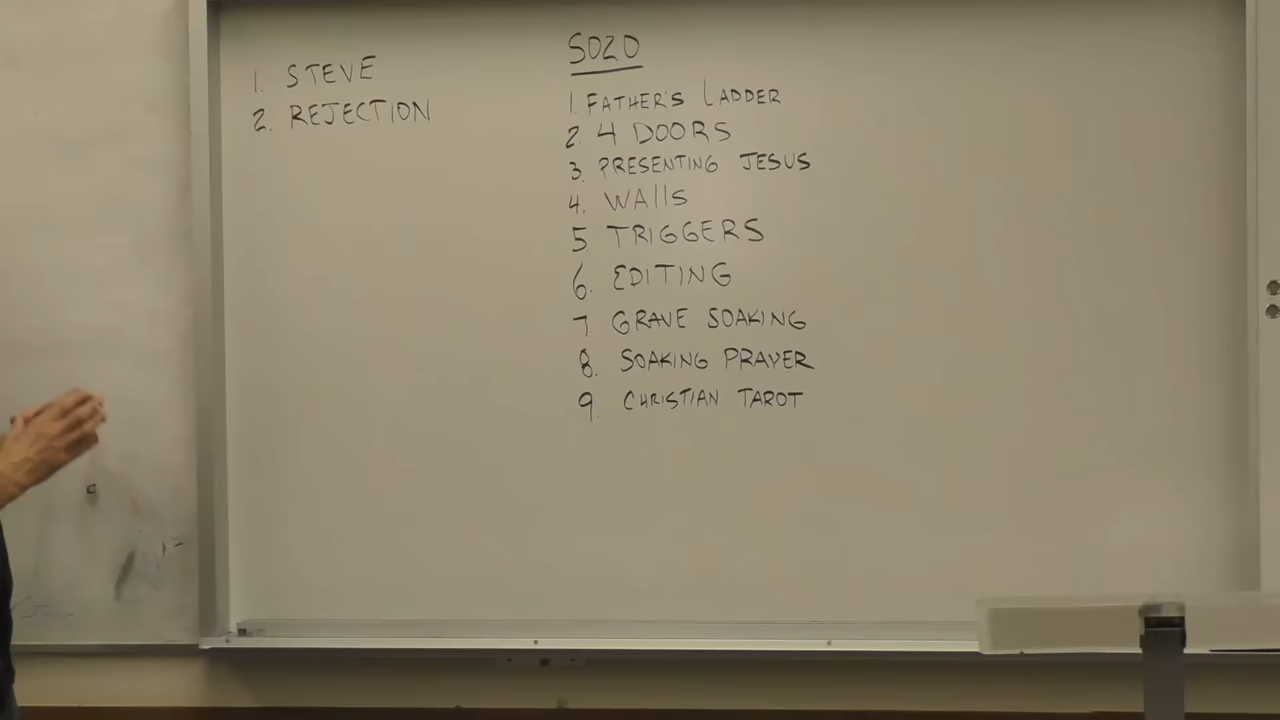 1. STEVE
2. REJECTION
SOZO
1. FATHER'S LADDER
2. 4 DOORS
3. PRESENTING JESUS
4. WAllS
5. TRIGGERS
6. EDITING
7 GRAVE SOAKING
8. SOAKING PRAYER
9. CHRISTIAN TAROT